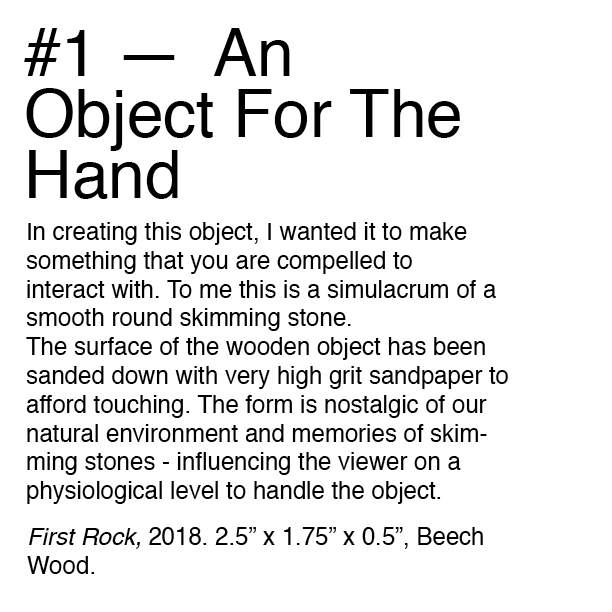 #1 — An
Object For The
Hand
In creating this object, I wanted it to make
something that you are compelled to
interact with. To me this is a simulacrum of a
smooth round skimming stone.
The surface of the wooden object has been
sanded down with very high grit sandpaper to
afford touching. The form is nostalgic of our
natural environment and memories of skim-
ming stones - influencing the viewer on a
physiological level to handle the object.
First Rock, 2018. 2.5” x 1.75” x 0.5”, Beech
Wood.